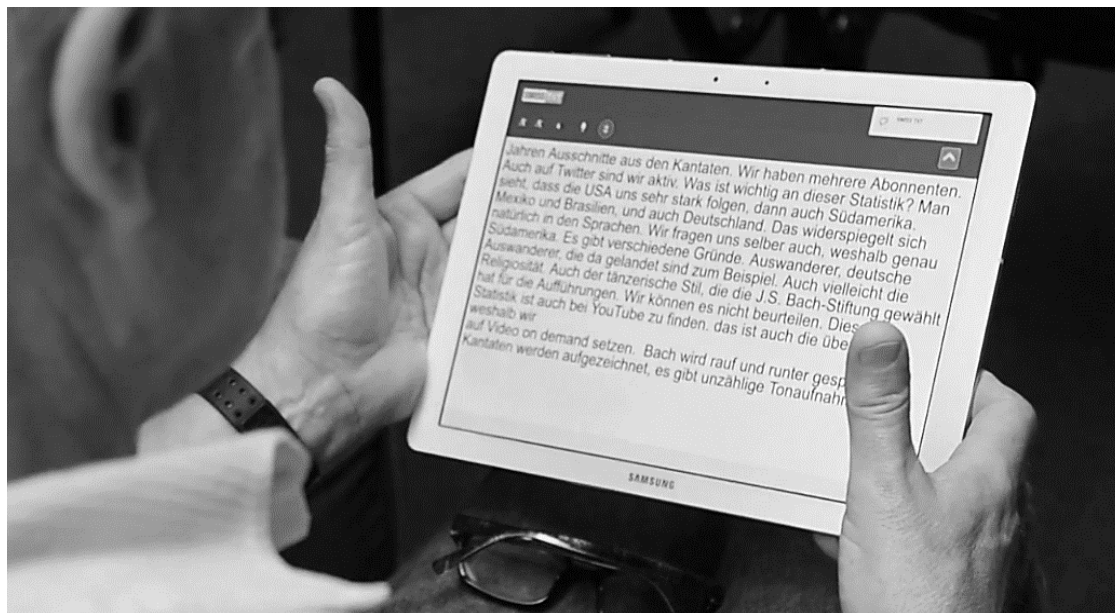 SWISS TXT
Jahren Ausschnitte aus den Kantaten. Wir haben mehrere Abonnenten.
Auch auf Twitter sind wir aktiv. Was ist wichtig an dieser Statistik? Man
sieht, dass die USA uns sehr stark folgen, dann auch Südamerika.
Mexiko und Brasilien, und auch Deutschland. Das widerspiegelt sich
natürlich in den Sprachen. Wir fragen uns selber auch, weshalb genau
Südamerika. Es gibt verschiedene Gründe. Auswanderer, deutsche
Auswanderer, die da gelandet sind zum Beispiel. Auch vielleicht die
Religiosität. Auch der tänzerische Stil, die die J.S. Bach-Stiftung gewählt
hat für die Aufführungen. Wir können es nicht beurteilen.
Statistik ist auch bei YouTube zu finden. das ist auch die
weshalb wir
auf Video on demand setzen. Bach wird rauf und runter
Kantaten werden aufgezeichnet, es gibt unzählige
SAMSUNG